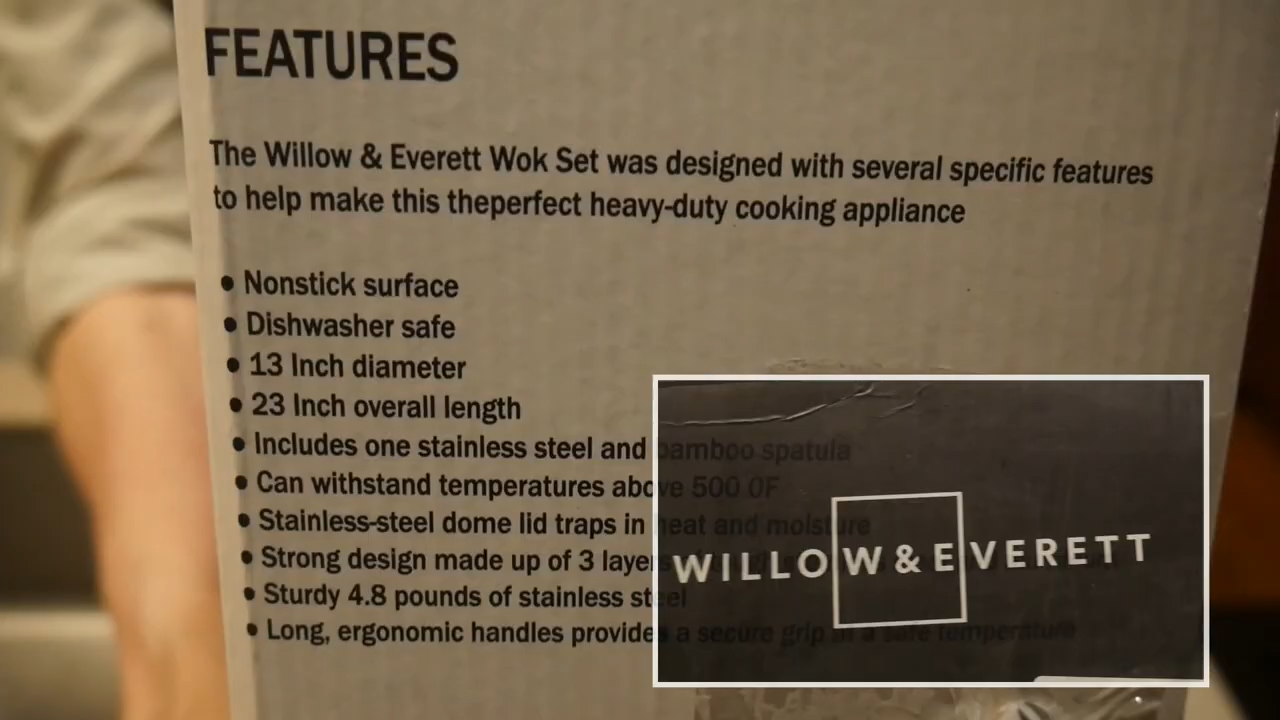 FEATURES
The Willow & Everett Wok Set was designed with several specific features
to help make this theperfect heavy-duty cooking appliance
• Nonstick surface
• Dishwasher safe
• 13 Inch diameter
• 23 Inch overall length
• Includes one stainless steel and bamboo spatula
• Can withstand temperatures above 500 0F
• Stainless-steel dome lid traps in heat and moisture
• Strong design made up of 3 layers
• Sturdy 4.8 pounds of stainless steel
• Long, ergonomic handles provides a secure grip at a safe temperature
WILLOW & EVERETT